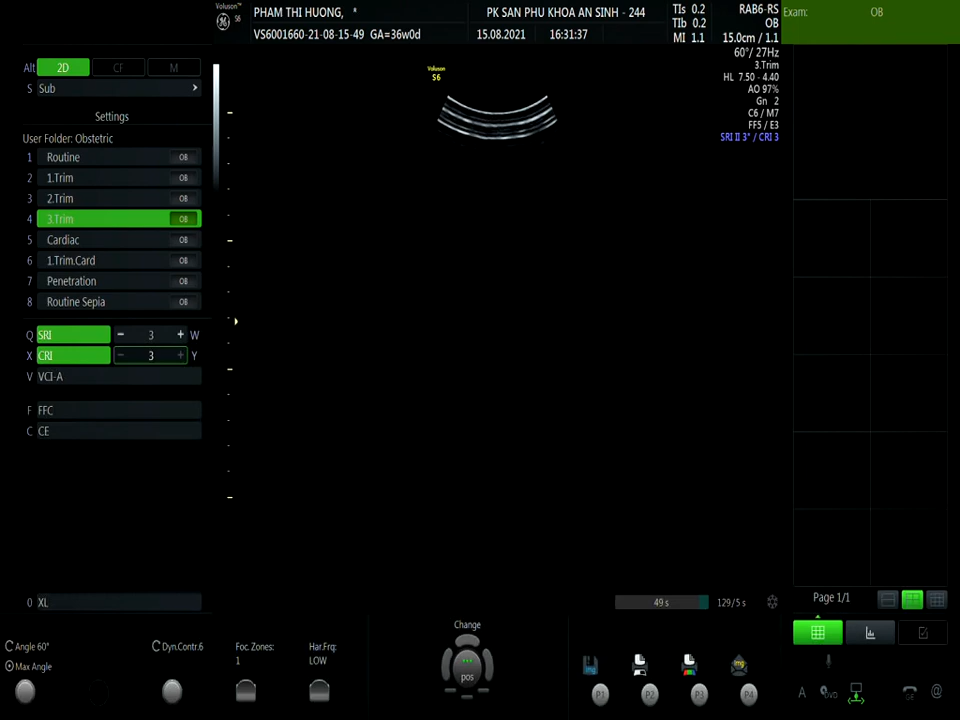 Voluson™
S6
PHAM THI HUONG, *
PK SAN PHU KHOA AN SINH - 244
TIs 0.2
RAB6-RS
TIb 0.2
OB
VS6001660-21-08-15-49 GA=36w0d
15.08.2021
16:31:37
MI 1.1
15.0cm / 1.1
60°/ 27Hz
3.Trim
HL 7.50 - 4.40
AO 97%
Gn 2
C6 / M7
FF5 / E3
SRI II 3" / CRI 3
Exam: OB
Alt 2D CF M
S Sub >
Settings
User Folder: Obstetric
1 Routine OB
2 1.Trim OB
3 2.Trim OB
4 3.Trim OB
5 Cardiac OB
6 1.Trim.Card OB
7 Penetration OB
8 Routine Sepia OB
Q SRI - 3 + W
X CRI - 3 + Y
V VCI-A
F FFC
C CE
0 XL
Voluson
S6
49 s
129/5 s
Page 1/1
Angle 60°
Max Angle
Dyn.Contr.6
Foc. Zones:
1
Har.Frq:
LOW
Change
pos
Img
P1 P2 P3 P4
A DVD @